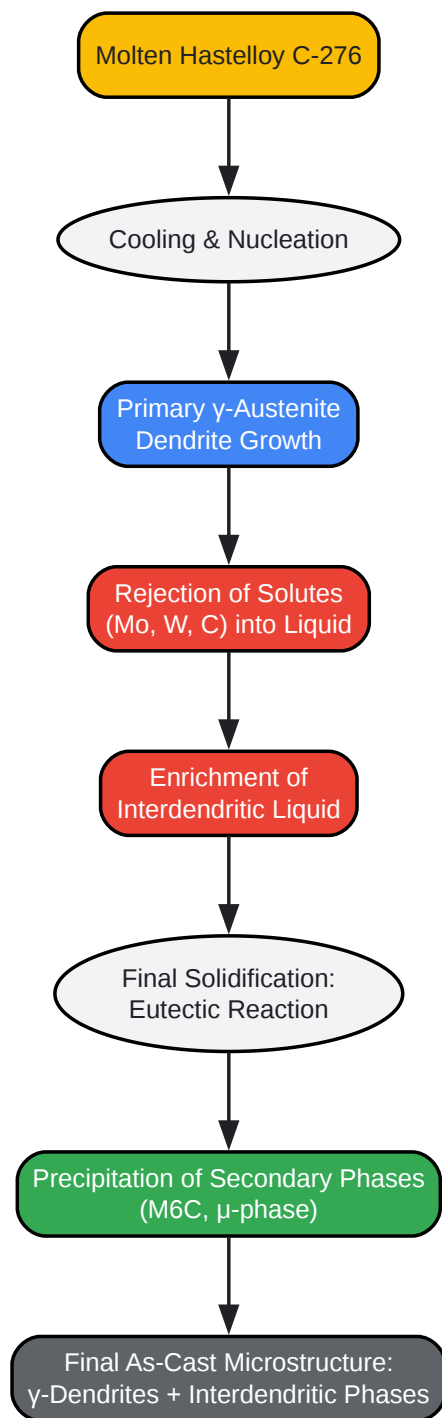 Molten Hastelloy C-276
Cooling & Nucleation
Primary γ-Austenite
Dendrite Growth
Rejection of Solutes
(Mo, W, C) into Liquid
Enrichment of
Interdendritic Liquid
Final Solidification:
Eutectic Reaction
Precipitation of Secondary Phases
(M6C, μ-phase)
Final As-Cast Microstructure:
γ-Dendrites + Interdendritic Phases